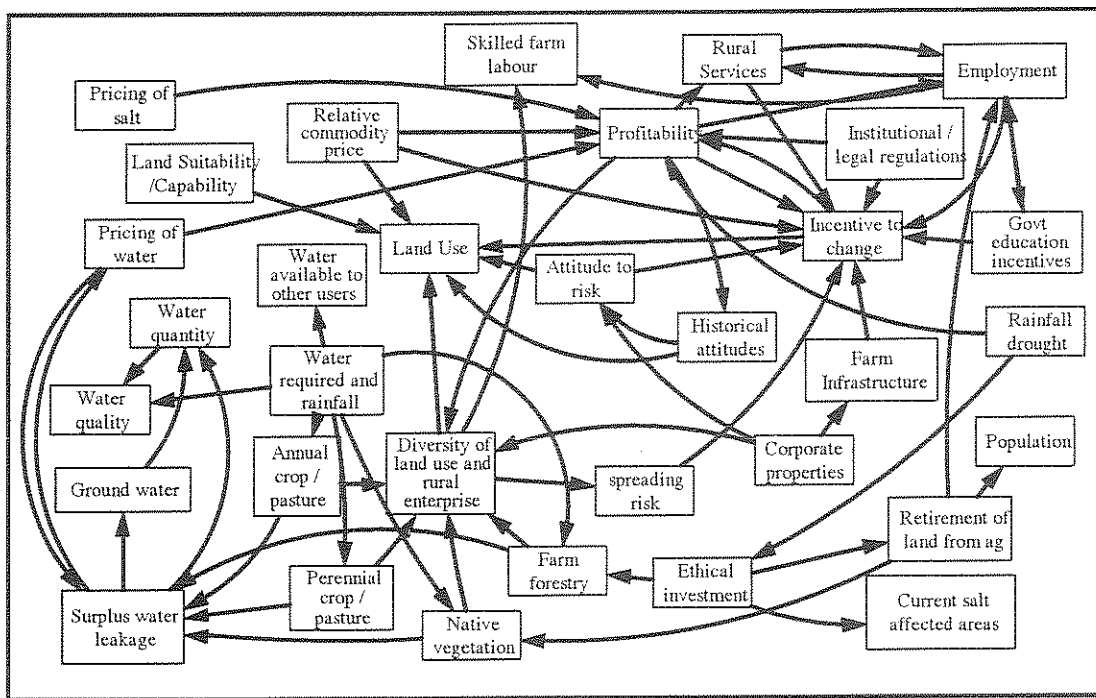 Skilled farm
labour
Rural
Services
Employment
Pricing of
salt
Relative
commodity
price
Profitability
Institutional /
legal regulations
Land Suitability
/Capability
Pricing of
water
Land Use
Incentive to
change
Govt
education
incentives
Water
available to
other users
Attitude to
risk
Water
quantity
Historical
attitudes
Rainfall
drought
Water
required and
rainfall
Farm
Infrastructure
Water
quality
Annual
crop /
pasture
Diversity of
land use and
rural
enterprise
Corporate
properties
Population
Ground water
spreading
risk
Retirement of
land from ag
Farm
forestry
Ethical
investment
Perennial
crop /
pasture
Surplus water
leakage
Native
vegetation
Current salt
affected areas